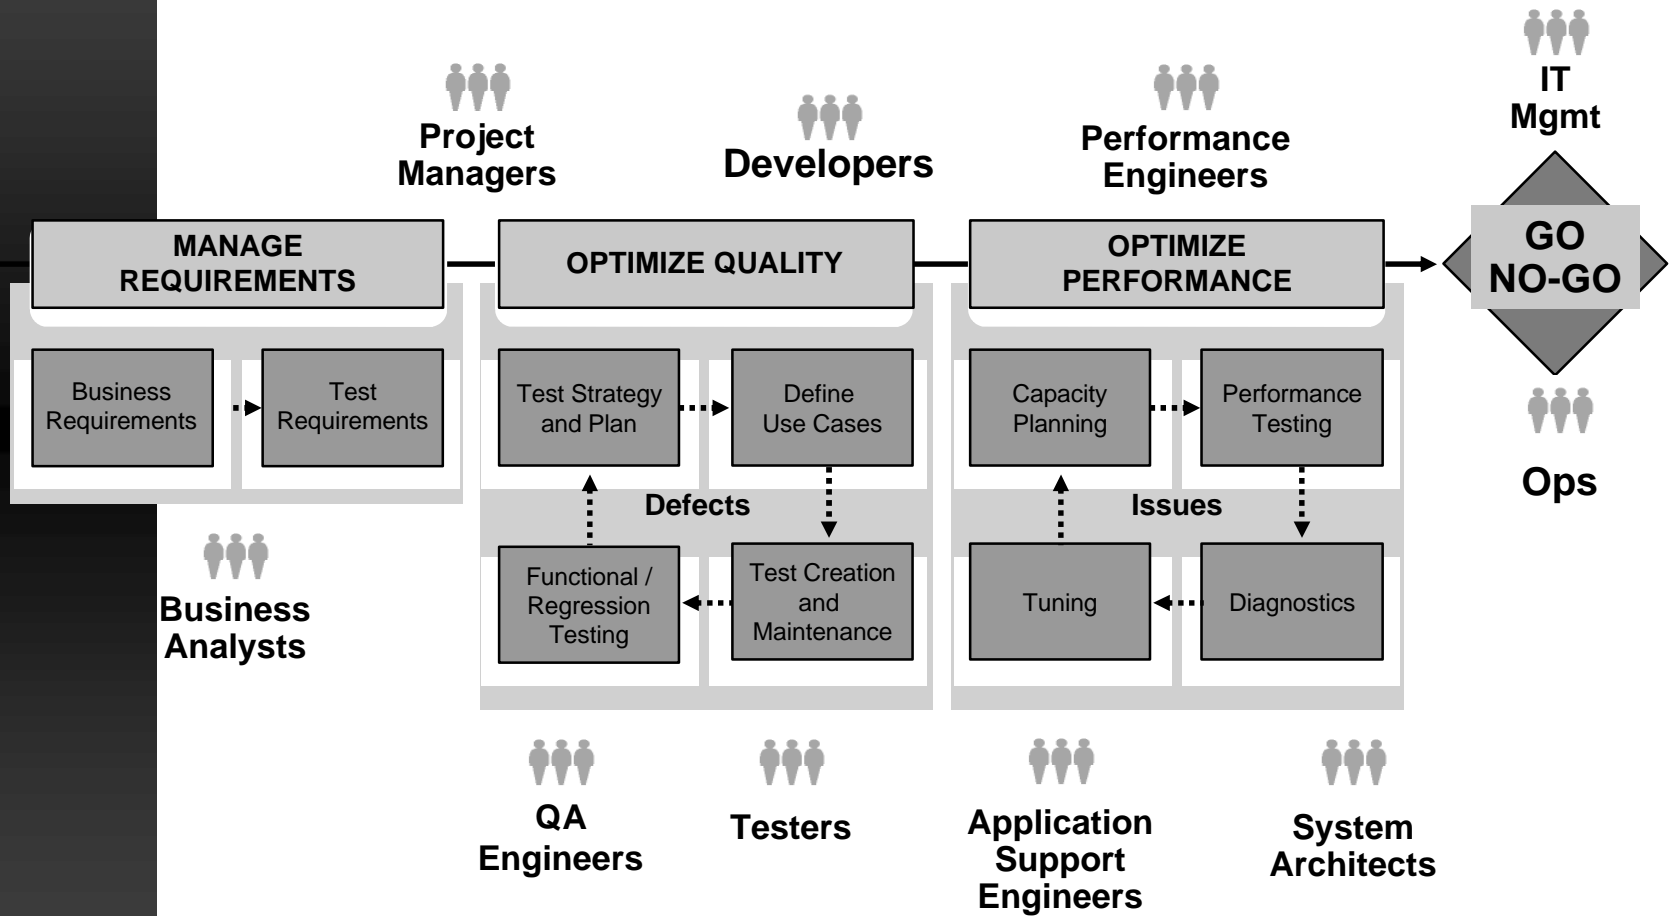 IT
Mgmt
Project
Managers
Developers
Performance
Engineers
MANAGE
REQUIREMENTS
OPTIMIZE QUALITY
OPTIMIZE
PERFORMANCE
GO
NO-GO
Business
Requirements
Test
Requirements
Test Strategy
and Plan
Define
Use Cases
Capacity
Planning
Performance
Testing
Defects
Issues
Ops
Functional /
Regression
Testing
Test Creation
and
Maintenance
Tuning
Diagnostics
Business
Analysts
QA
Engineers
Testers
Application
Support
Engineers
System
Architects